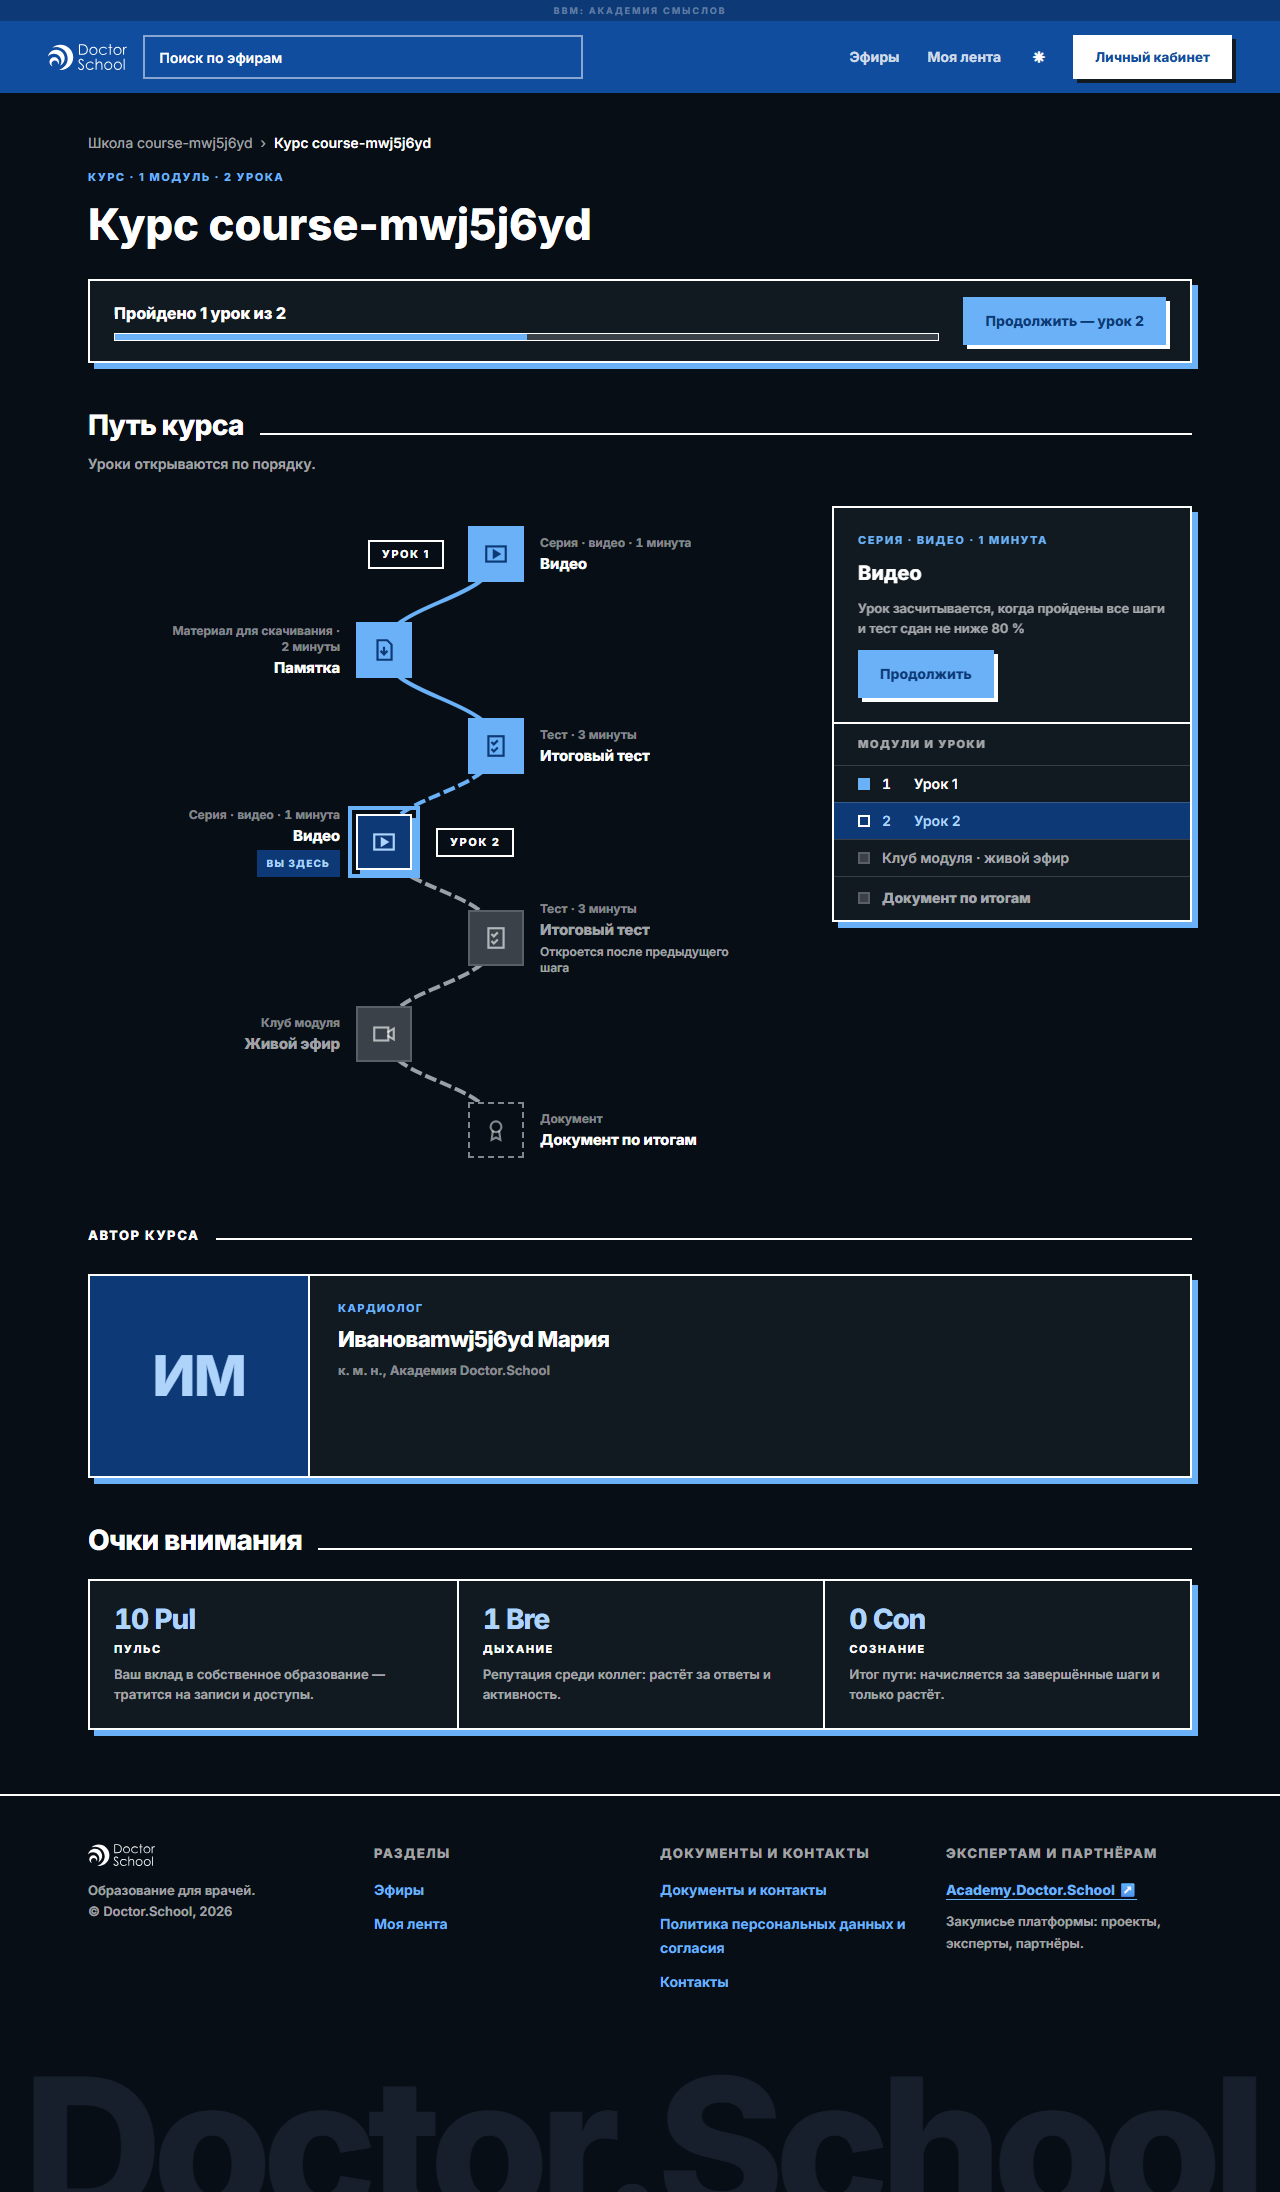 ВВМ: АКАДЕМИЯ СМЫСЛОВ
Doctor
School
Поиск по эфирам
Эфиры
Моя лента
Личный кабинет
Школа course-mwj5j6yd › Курс course-mwj5j6yd
КУРС · 1 МОДУЛЬ · 2 УРОКА
Курс course-mwj5j6yd
Пройдено 1 урок из 2
Продолжить — урок 2
Путь курса
Уроки открываются по порядку.
УРОК 1
Серия · видео · 1 минута
Видео
Материал для скачивания ·
2 минуты
Памятка
Тест · 3 минуты
Итоговый тест
Серия · видео · 1 минута
Видео
ВЫ ЗДЕСЬ
УРОК 2
Тест · 3 минуты
Итоговый тест
Откроется после предыдущего
шага
Клуб модуля
Живой эфир
Документ
Документ по итогам
СЕРИЯ · ВИДЕО · 1 МИНУТА
Видео
Урок засчитывается, когда пройдены все шаги
и тест сдан не ниже 80 %
Продолжить
МОДУЛИ И УРОКИ
1 Урок 1
2 Урок 2
Клуб модуля · живой эфир
Документ по итогам
АВТОР КУРСА
ИМ
КАРДИОЛОГ
Ивановаmwj5j6yd Мария
к. м. н., Академия Doctor.School
Очки внимания
10 Pul
ПУЛЬС
Ваш вклад в собственное образование —
тратится на записи и доступы.
1 Bre
ДЫХАНИЕ
Репутация среди коллег: растёт за ответы и
активность.
0 Con
СОЗНАНИЕ
Итог пути: начисляется за завершённые шаги и
только растёт.
Doctor
School
Образование для врачей.
© Doctor.School, 2026
РАЗДЕЛЫ
Эфиры
Моя лента
ДОКУМЕНТЫ И КОНТАКТЫ
Документы и контакты
Политика персональных данных и
согласия
Контакты
ЭКСПЕРТАМ И ПАРТНЁРАМ
Academy.Doctor.School
Закулисье платформы: проекты,
эксперты, партнёры.
Doctor.School